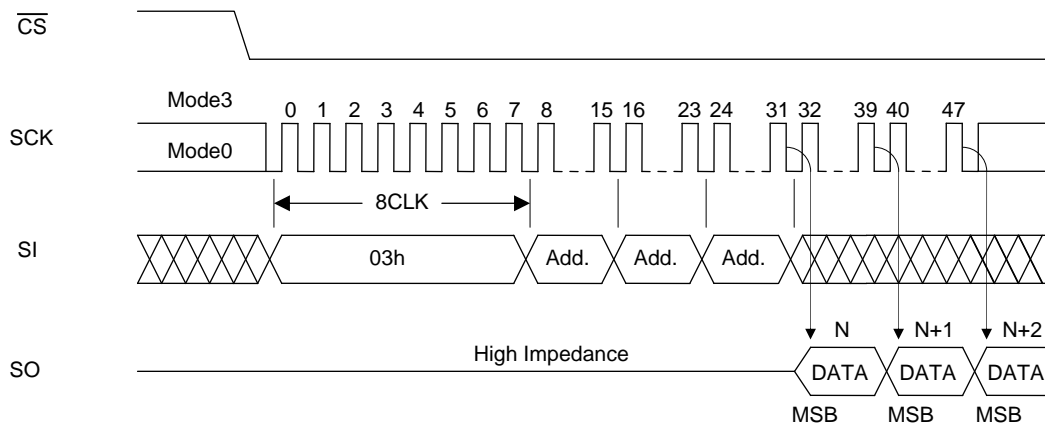 CS
Mode3
0 1 2 3 4 5 6 7 8 15 16 23 24 31 32 39 40 47
SCK
Mode0
8CLK
SI
03h Add. Add. Add.
N N+1 N+2
High Impedance
SO
DATA DATA DATA
MSB MSB MSB